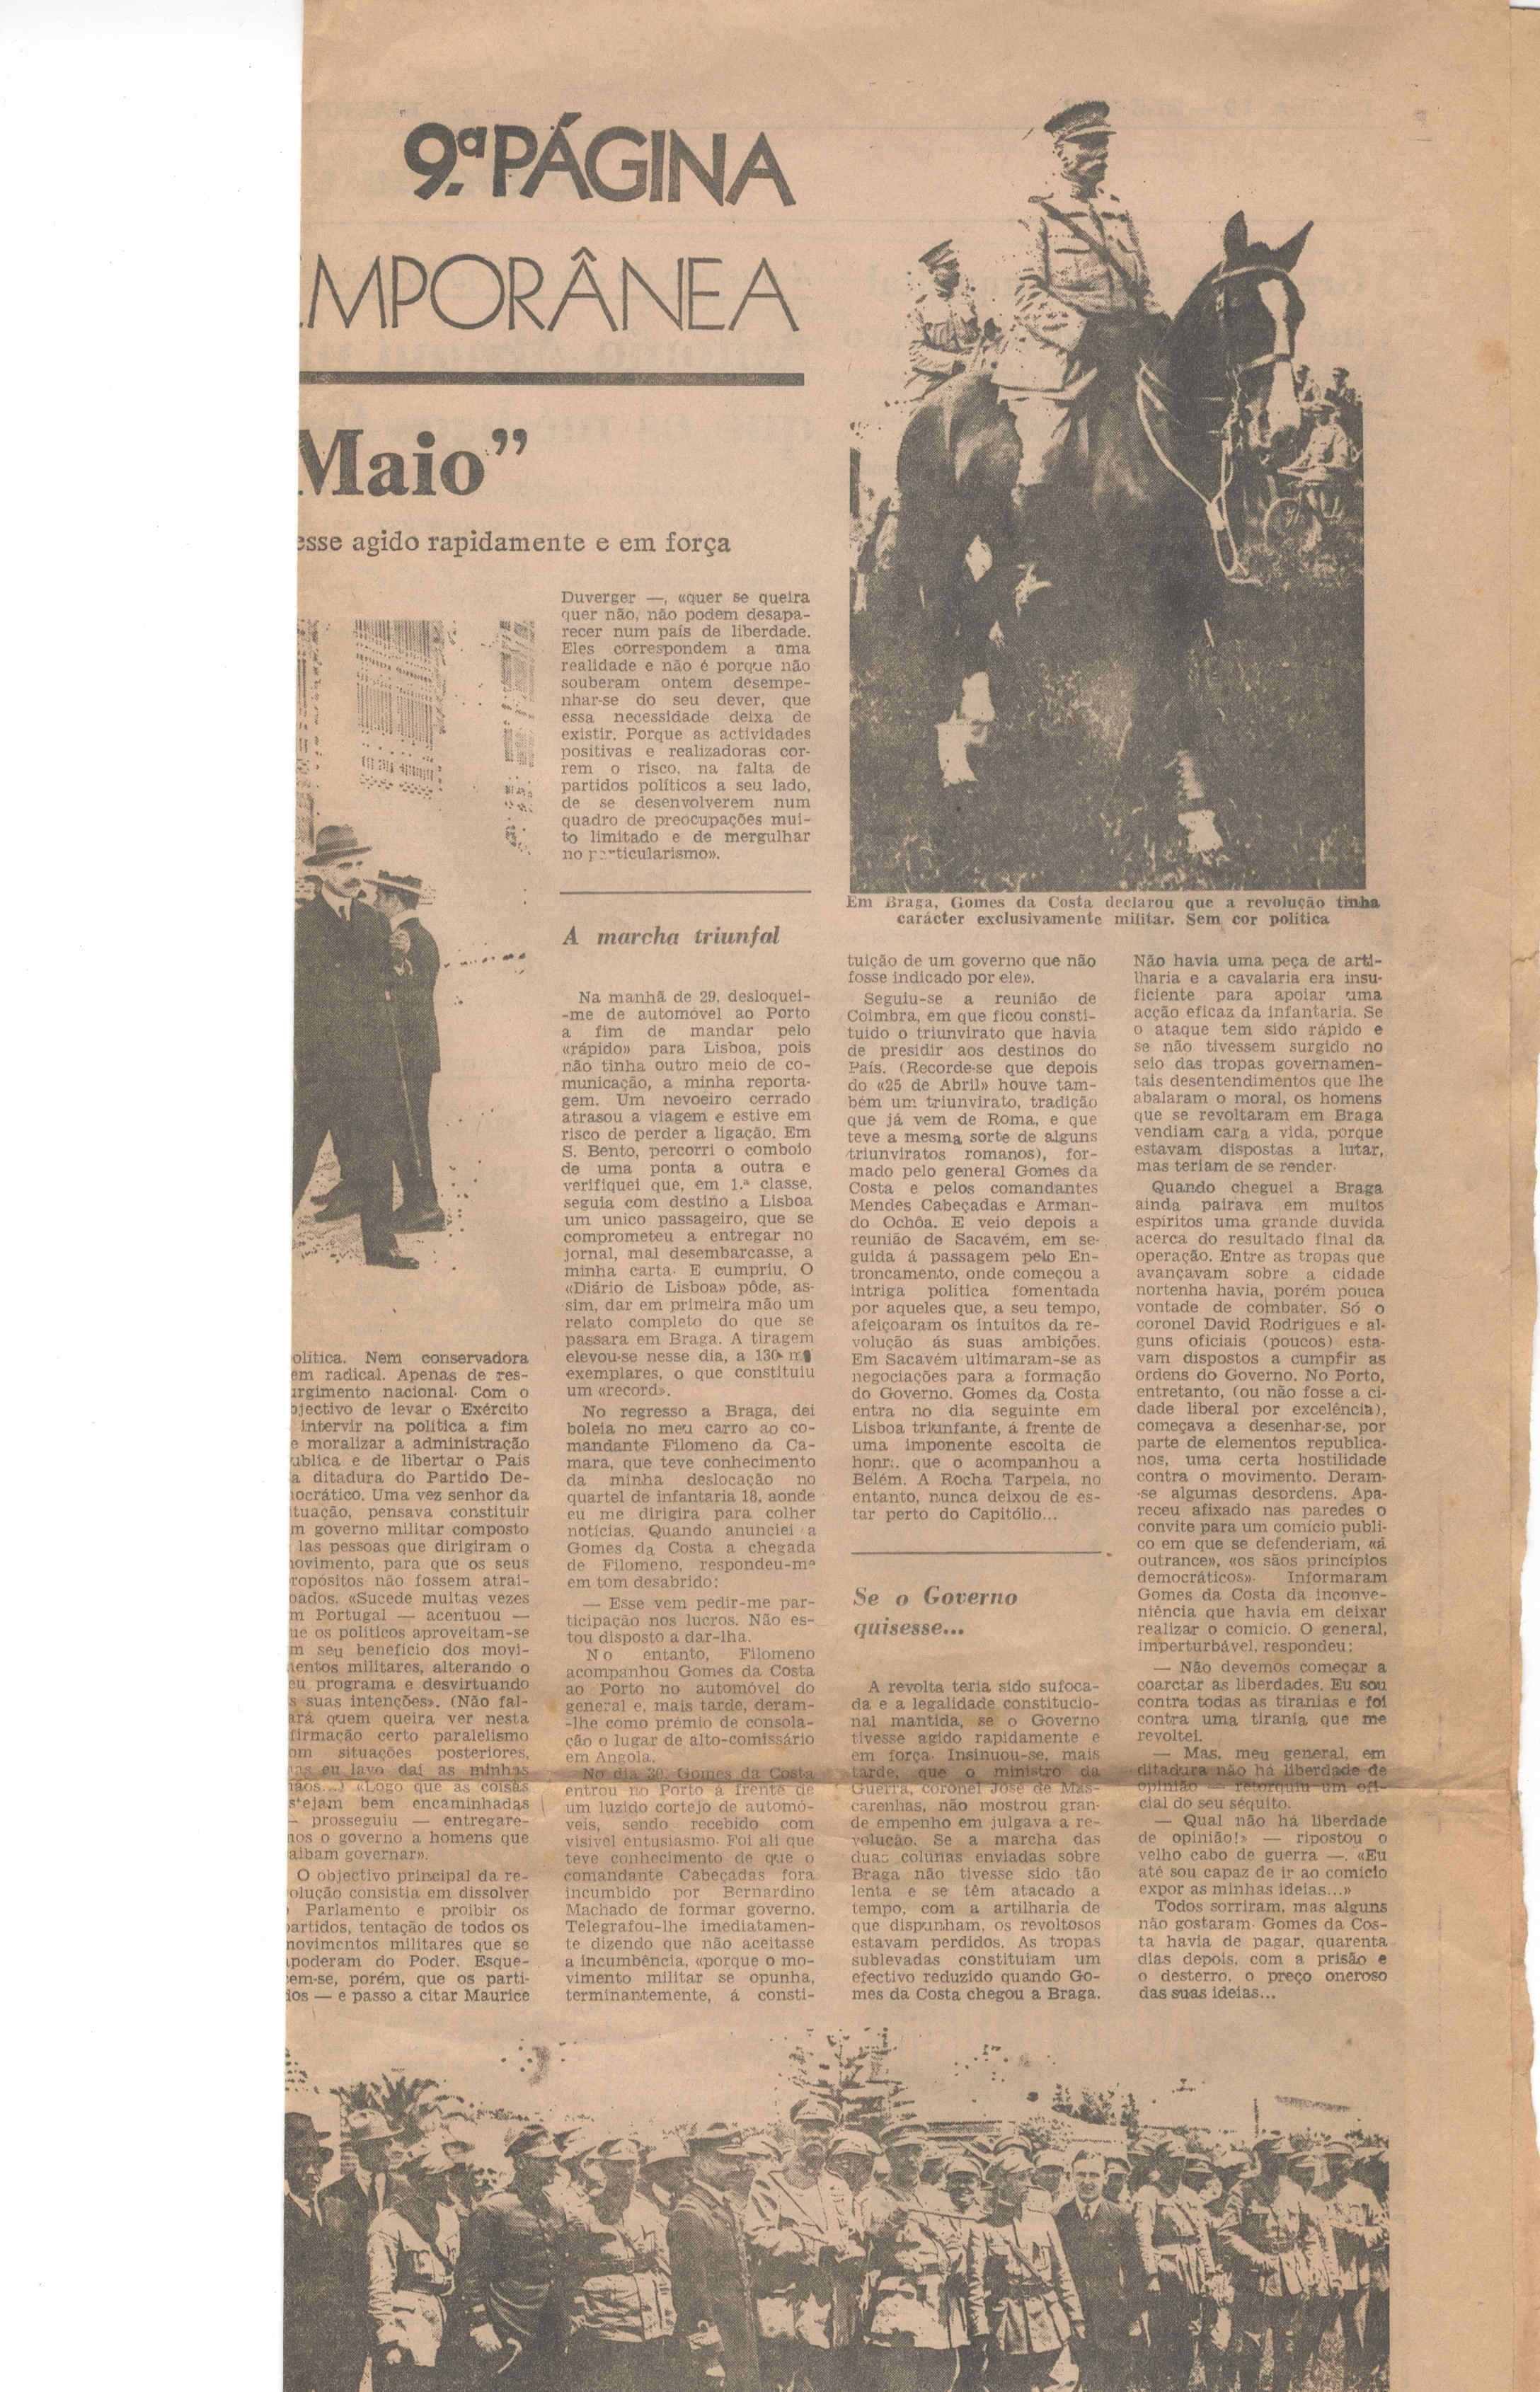 9.ª PÁGINA
MPORÂNEA
Maio”
esse agido rapidamente e em força
olítica. Nem conservadora
em radical. Apenas de res-
urgimento nacional. Com o
bjectivo de levar o Exército
intervir na política a fim
e moralizar a administração
ública e de libertar o País
a ditadura do Partido De-
ocrático. Uma vez senhor da
tuação, pensava constituir
m governo militar composto
las pessoas que dirigiram o
ovimento, para que os seus
ropósitos não fossem atrai-
oados. «Sucede muitas vezes
m Portugal — acentuou —
ue os políticos aproveitam-se
m seu benefício dos movi-
entos militares, alterando o
eu programa e desvirtuando
s suas intenções». (Não fal-
ará quem queira ver nesta
firmação certo paralelismo
om situações posteriores,
as eu lavo daí as minhas
ãos...) «Logo que as coisas
stejam bem encaminhadas
— prosseguiu — entregare-
os o governo a homens que
aibam governar».
O objectivo principal da re-
olução consistia em dissolver
Parlamento e proibir os
partidos, tentação de todos os
movimentos militares que se
apoderam do Poder. Esque-
cem-se, porém, que os parti-
dos — e passo a citar Maurice
Duverger —, «quer se queira
quer não, não podem desapa-
recer num país de liberdade.
Eles correspondem a uma
realidade e não é porque não
souberam ontem desempe-
nhar-se do seu dever, que
essa necessidade deixa de
existir. Porque as actividades
positivas e realizadoras cor-
rem o risco, na falta de
partidos políticos a seu lado,
de se desenvolverem num
quadro de preocupações mui-
to limitado e de mergulhar
no particularismo».
A marcha triunfal
Na manhã de 29, desloquei-
-me de automóvel ao Porto
a fim de mandar pelo
«rápido» para Lisboa, pois
não tinha outro meio de co-
municação, a minha reporta-
gem. Um nevoeiro cerrado
atrasou a viagem e estive em
risco de perder a ligação. Em
S. Bento, percorri o comboio
de uma ponta a outra e
verifiquei que, em 1.ª classe,
seguia com destino a Lisboa
um unico passageiro, que se
comprometeu a entregar no
jornal, mal desembarcasse, a
minha carta. E cumpriu. O
«Diário de Lisboa» pôde, as-
sim, dar em primeira mão um
relato completo do que se
passara em Braga. A tiragem
elevou-se nesse dia, a 130
exemplares, o que constituiu
um «record».
No regresso a Braga, dei
boleia no meu carro ao co-
mandante Filomeno da Ca-
mara, que teve conhecimento
da minha deslocação no
quartel de infantaria 18, aonde
eu me dirigira para colher
notícias. Quando anunciei a
Gomes da Costa a chegada
de Filomeno, respondeu-me
em tom desabrido:
— Esse vem pedir-me par-
ticipação nos lucros. Não es-
tou disposto a dar-lha.
No entanto, Filomeno
acompanhou Gomes da Costa
ao Porto no automóvel do
general e, mais tarde, deram-
-lhe como prémio de consola-
ção o lugar de alto-comissário
em Angola.
No dia 30, Gomes da Costa
entrou no Porto á frente de
um luzido cortejo de automó-
veis, sendo recebido com
visível entusiasmo. Foi ali que
teve conhecimento de que o
comandante Cabeçadas fora
incumbido por Bernardino
Machado de formar governo.
Telegrafou-lhe imediatamen-
te dizendo que não aceitasse
a incumbência, «porque o mo-
vimento militar se opunha,
terminantemente, á consti-
Em Braga, Gomes da Costa declarou que a revolução tinha
carácter exclusivamente militar. Sem cor política
tuição de um governo que não
fosse indicado por ele».
Seguiu-se a reunião de
Coimbra, em que ficou consti-
tuído o triunvirato que havia
de presidir aos destinos do
País. (Recorde-se que depois
do «25 de Abril» houve tam-
bém um triunvirato, tradição
que já vem de Roma, e que
teve a mesma sorte de alguns
triunviratos romanos), for-
mado pelo general Gomes da
Costa e pelos comandantes
Mendes Cabeçadas e Arman-
do Ochôa. E veio depois a
reunião de Sacavém, em se-
guida á passagem pelo En-
troncamento, onde começou a
intriga política fomentada
por aqueles que, a seu tempo,
afeiçoaram os intuitos da re-
volução ás suas ambições.
Em Sacavém ultimaram-se as
negociações para a formação
do Governo. Gomes da Costa
entra no dia seguinte em
Lisboa triunfante, á frente de
uma imponente escolta de
honra que o acompanhou a
Belém. A Rocha Tarpeia, no
entanto, nunca deixou de es-
tar perto do Capitólio...
Se o Governo
quisesse...
A revolta teria sido sufoca-
da e a legalidade constitucio-
nal mantida, se o Governo
tivesse agido rapidamente e
em força. Insinuou-se, mais
tarde, que o ministro da
Guerra, coronel José de Mas-
carenhas, não mostrou gran-
de empenho em julgava a re-
volução. Se a marcha das
duas colunas enviadas sobre
Braga não tivesse sido tão
lenta e se têm atacado a
tempo, com a artilharia de
que dispunham, os revoltosos
estavam perdidos. As tropas
sublevadas constituíam um
efectivo reduzido quando Go-
mes da Costa chegou a Braga.
Não havia uma peça de arti-
lharia e a cavalaria era insu-
ficiente para apoiar uma
acção eficaz da infantaria. Se
o ataque tem sido rápido e
se não tivessem surgido no
seio das tropas governamen-
tais desentendimentos que lhe
abalaram o moral, os homens
que se revoltaram em Braga
vendiam cara a vida, porque
estavam dispostas a lutar,
mas teriam de se render.
Quando cheguei a Braga
ainda pairava em muitos
espíritos uma grande duvida
acerca do resultado final da
operação. Entre as tropas que
avançavam sobre a cidade
nortenha havia, porém pouca
vontade de combater. Só o
coronel David Rodrigues e al-
guns oficiais (poucos) esta-
vam dispostos a cumpfir as
ordens do Governo. No Porto,
entretanto, (ou não fosse a ci-
dade liberal por excelência),
começava a desenhar-se, por
parte de elementos republica-
nos, uma certa hostilidade
contra o movimento. Deram-
-se algumas desordens. Apa-
receu afixado nas paredes o
convite para um comício publi-
co em que se defenderiam, «á
outrance», «os sãos princípios
democráticos». Informaram
Gomes da Costa da inconve-
niência que havia em deixar
realizar o comício. O general,
imperturbável, respondeu:
— Não devemos começar a
coarctar as liberdades. Eu sou
contra todas as tiranias e foi
contra uma tirania que me
revoltei.
— Mas, meu general, em
ditadura não há liberdade de
opinião — retorquiu um ofi-
cial do seu séquito.
— Qual não há liberdade
de opinião!» — ripostou o
velho cabo de guerra —. «Eu
até sou capaz de ir ao comício
expor as minhas ideias...»
Todos sorriram, mas alguns
não gostaram. Gomes da Cos-
ta havia de pagar, quarenta
dias depois, com a prisão e
o desterro, o preço oneroso
das suas ideias...